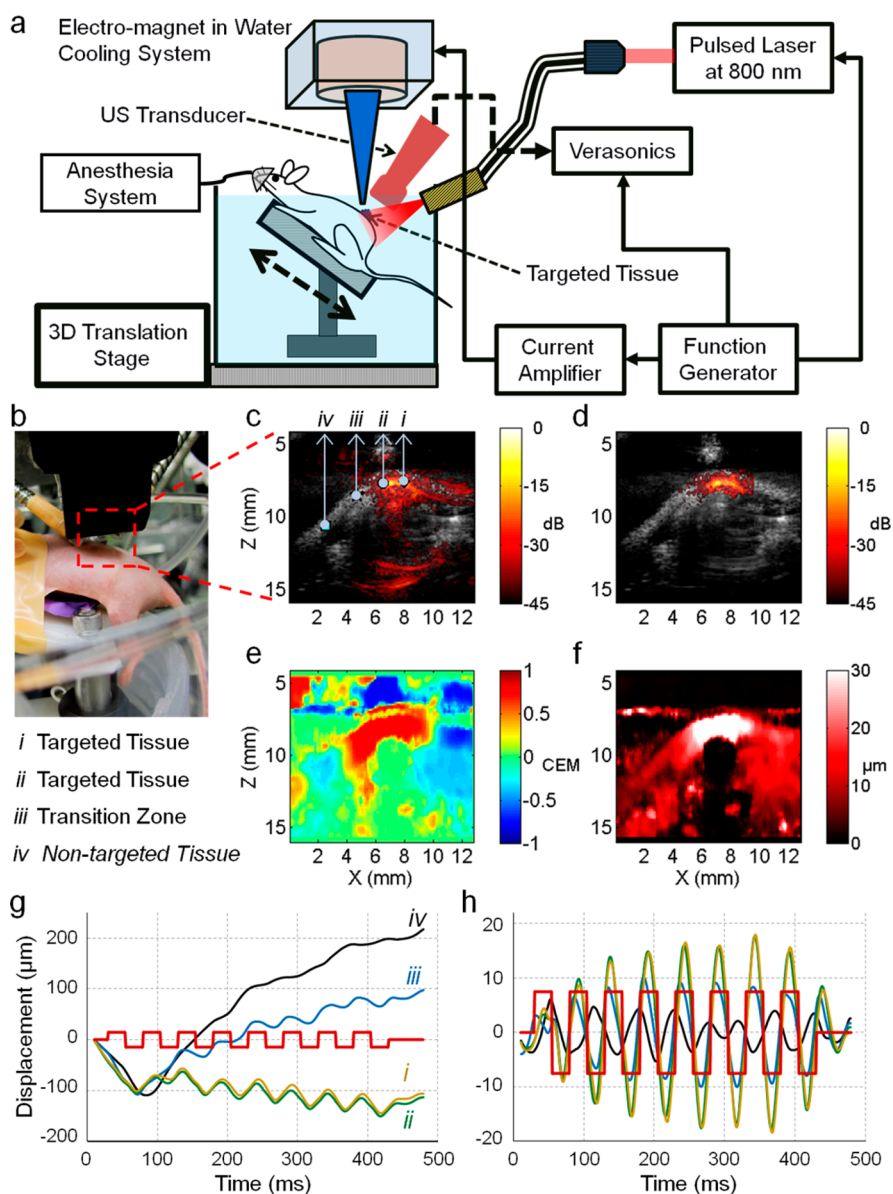 a
Electro-magnet in Water
Cooling System
US Transducer
Pulsed Laser
at 800 nm
Verasonics
Anesthesia
System
Targeted Tissue
3D Translation
Stage
Current
Amplifier
Function
Generator
b
c
iv iii ii i
5
10
15
Z (mm)
2 4 6 8 10 12
0
-15
-30
-45
dB
d
5
10
15
2 4 6 8 10 12
0
-15
-30
-45
dB
e
5
10
15
Z (mm)
2 4 6 8 10 12
X (mm)
1
0.5
0
-0.5
-1
CEM
f
5
10
15
2 4 6 8 10 12
X (mm)
30
20
10
0
µm
i Targeted Tissue
ii Targeted Tissue
iii Transition Zone
iv Non-targeted Tissue
g
Displacement (µm)
200
100
0
-100
-200
0 100 200 300 400 500
Time (ms)
iv
iii
i
ii
h
20
10
0
-10
-20
0 100 200 300 400 500
Time (ms)